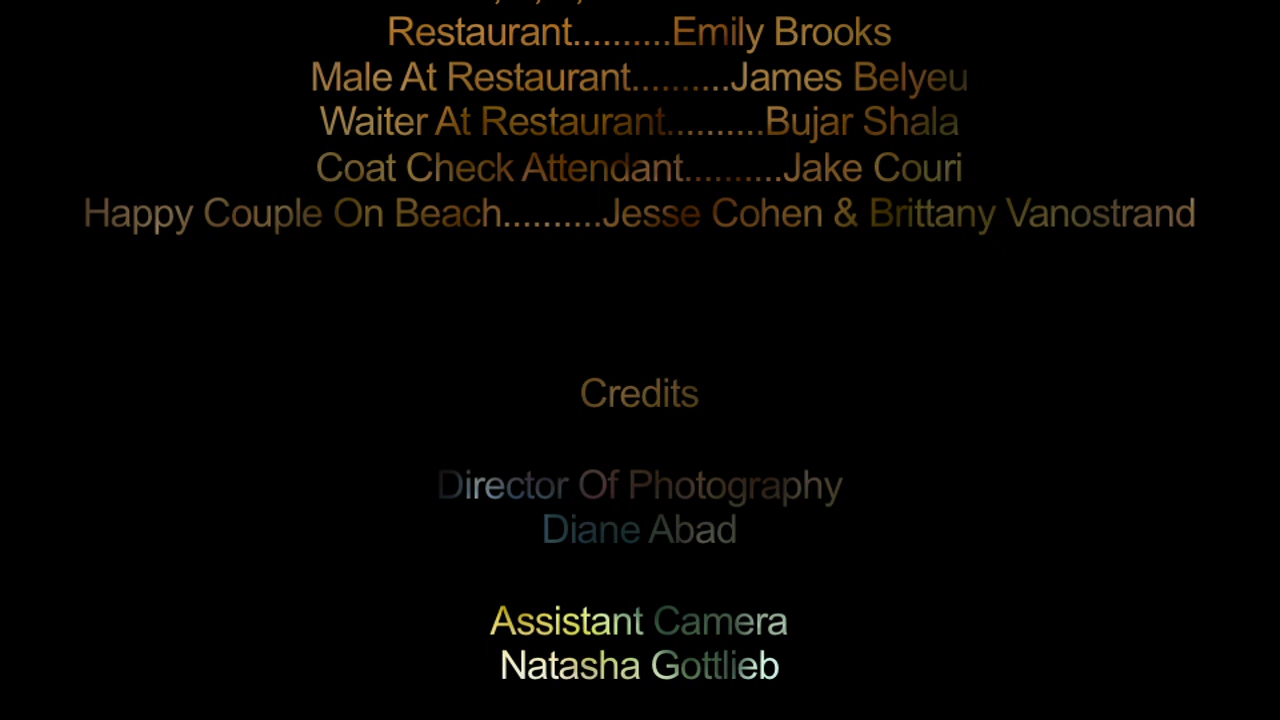 Restaurant..........Emily Brooks
Male At Restaurant..........James Belyeu
Waiter At Restaurant..........Bujar Shala
Coat Check Attendant..........Jake Couri
Happy Couple On Beach..........Jesse Cohen & Brittany Vanostrand
Credits
Director Of Photography
Diane Abad
Assistant Camera
Natasha Gottlieb